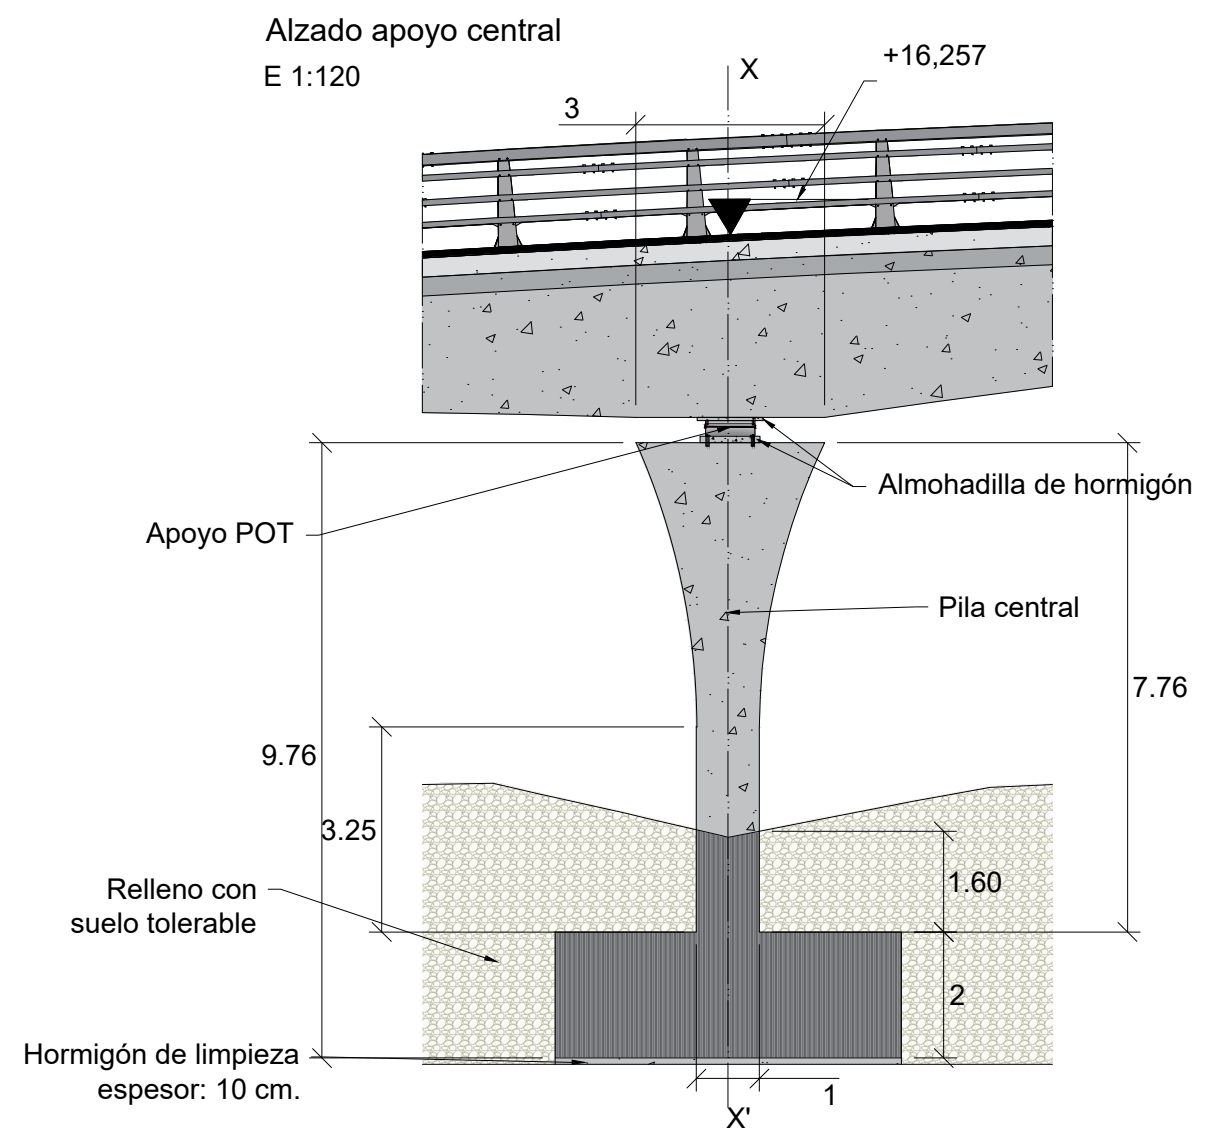 Alzado apoyo central
E 1:120
X
+16,257
3
Almohadilla de hormigón
Apoyo POT
Pila central
7.76
9.76
3.25
1.60
Relleno con
suelo tolerable
2
Hormigón de limpieza
espesor: 10 cm.
1
X'